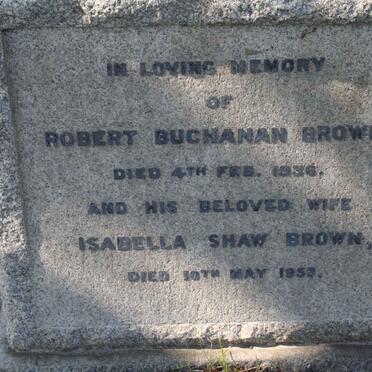 IN LOVING MEMORY
OF
ROBERT BUCHANAN BROWN
DIED 4TH FEB. 1936.
AND HIS BELOVED WIFE
ISABELLA SHAW BROWN,
DIED 10TH MAY 1953.